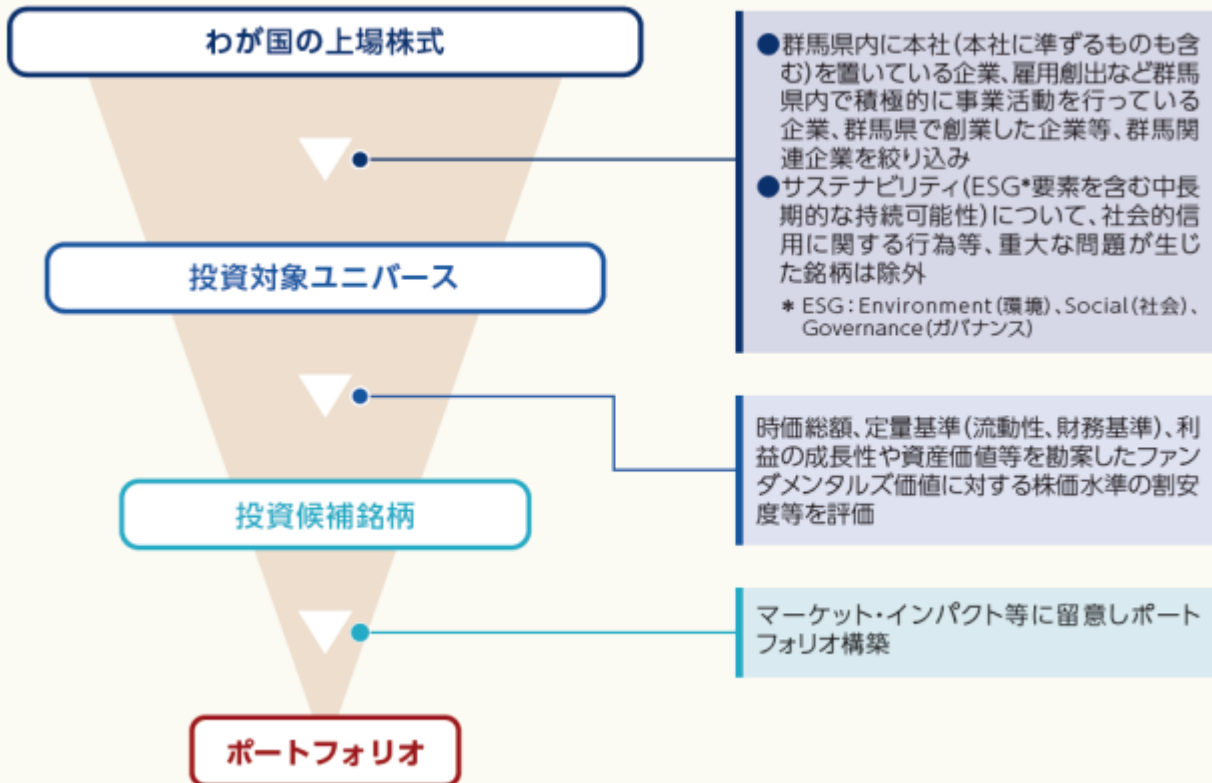 わが国の上場株式
●群馬県内に本社(本社に準ずるものも含
む)を置いている企業、雇用創出など群馬
県内で積極的に事業活動を行っている
企業、群馬県で創業した企業等、群馬関
連企業を絞り込み
●サステナビリティ(ESG*要素を含む中長
期的な持続可能性)について、社会的信
用に関する行為等、重大な問題が生じ
た銘柄は除外
* ESG:Environment(環境)、Social(社会)、
Governance(ガバナンス)
投資対象ユニバース
時価総額、定量基準(流動性、財務基準)、利
益の成長性や資産価値等を勘案したファン
ダメンタルズ価値に対する株価水準の割安
度等を評価
投資候補銘柄
マーケット・インパクト等に留意しポート
フォリオ構築
ポートフォリオ